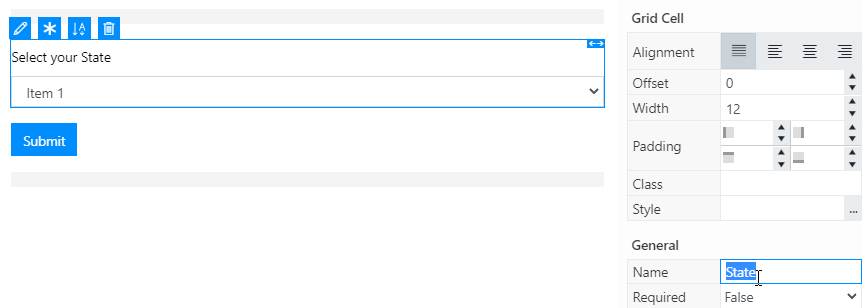 Select your State
Item 1
Submit
Grid Cell
Alignment
Offset 0
Width 12
Padding
Class
Style ...
General
Name State
Required False